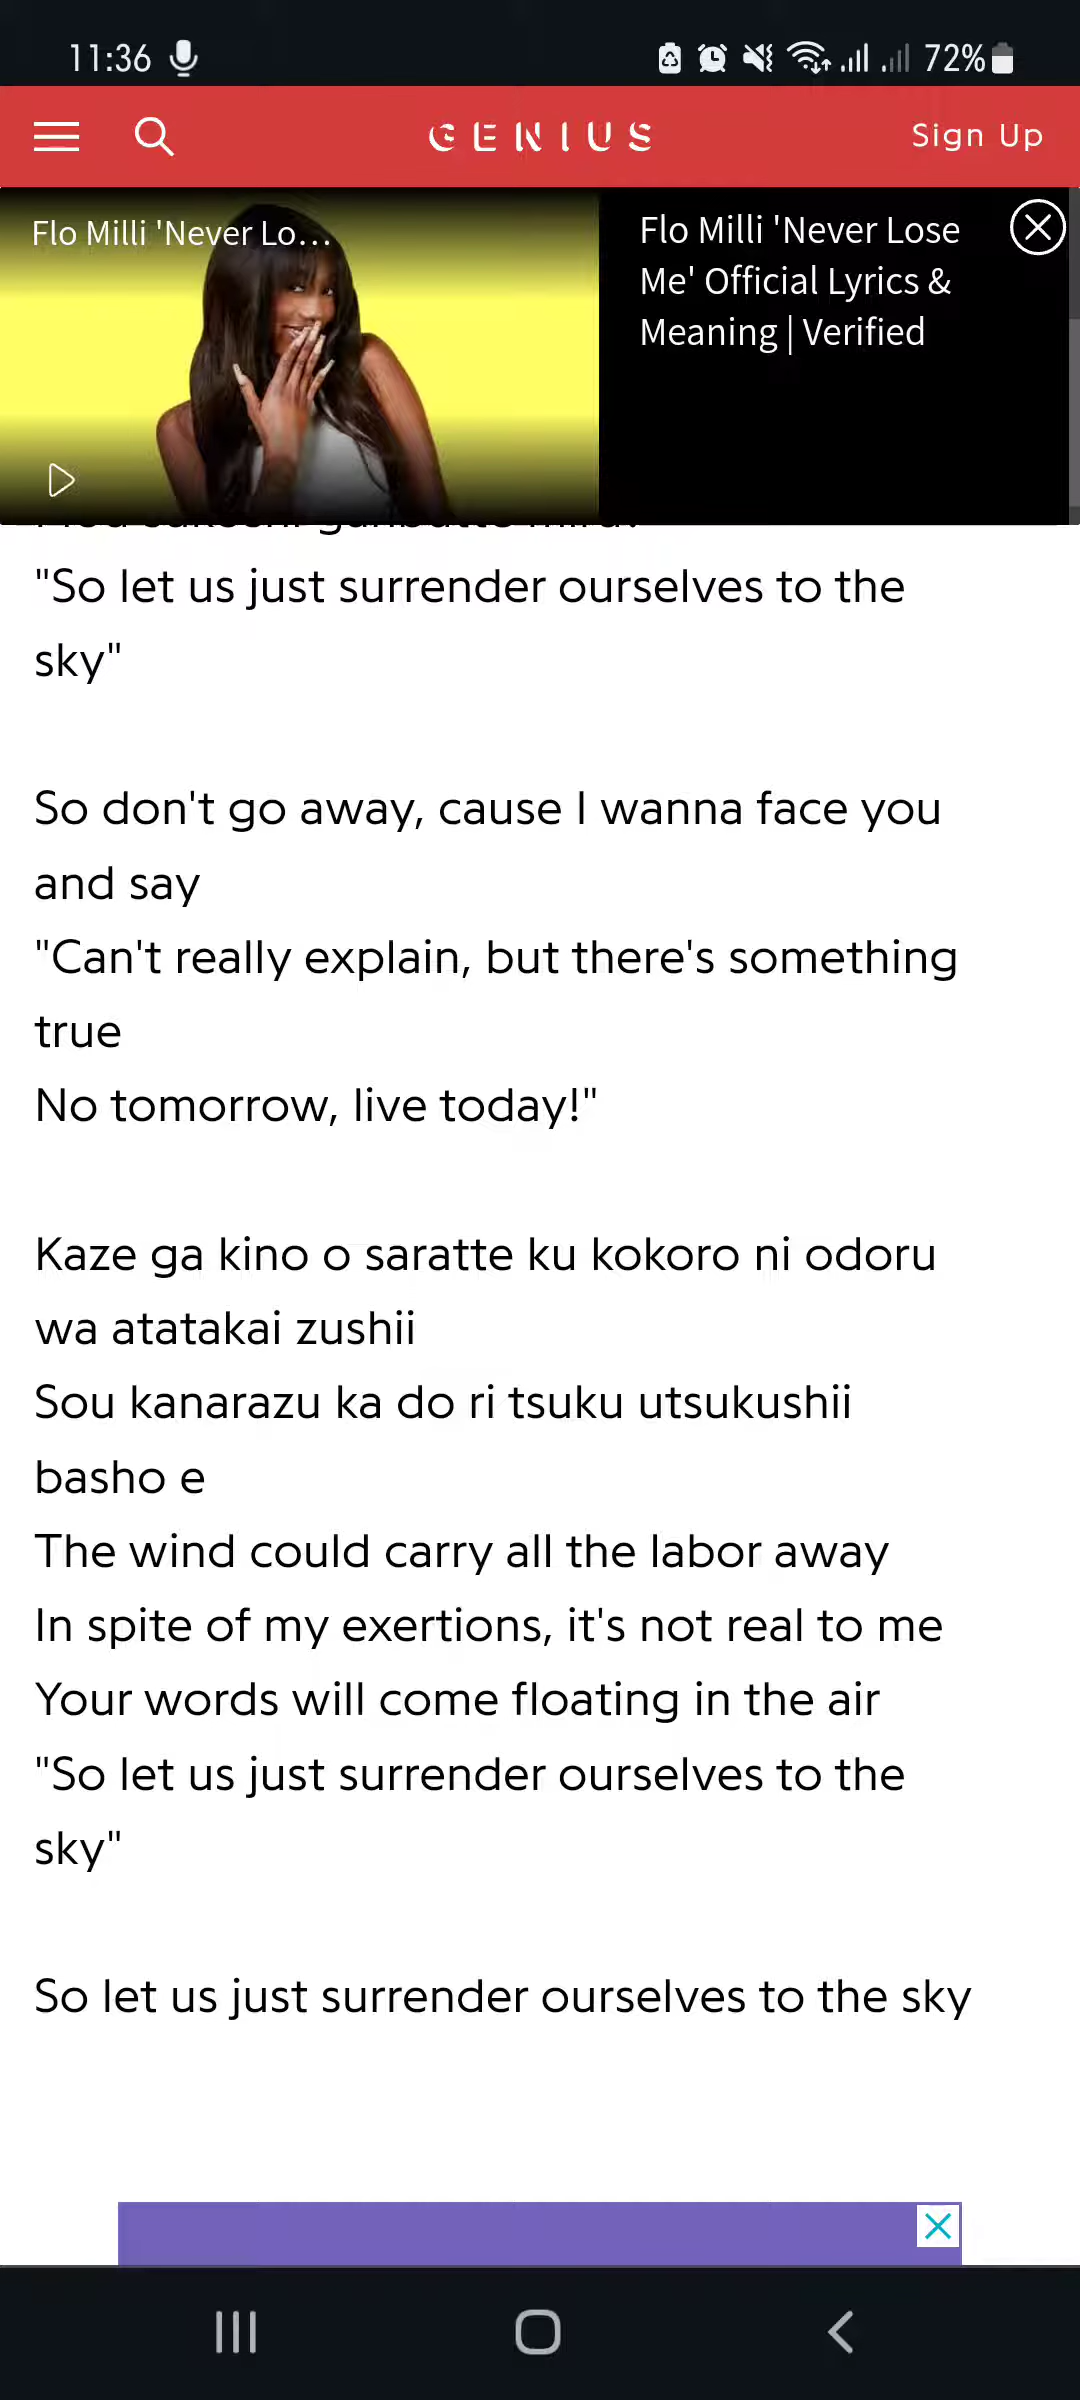 11:36
72%
GENIUS
Sign Up
Flo Milli 'Never Lo...
Flo Milli 'Never Lose
Me' Official Lyrics &
Meaning | Verified
"So let us just surrender ourselves to the
sky"
So don't go away, cause I wanna face you
and say
"Can't really explain, but there's something
true
No tomorrow, live today!"
Kaze ga kino o saratte ku kokoro ni odoru
wa atatakai zushii
Sou kanarazu ka do ri tsuku utsukushii
basho e
The wind could carry all the labor away
In spite of my exertions, it's not real to me
Your words will come floating in the air
"So let us just surrender ourselves to the
sky"
So let us just surrender ourselves to the sky